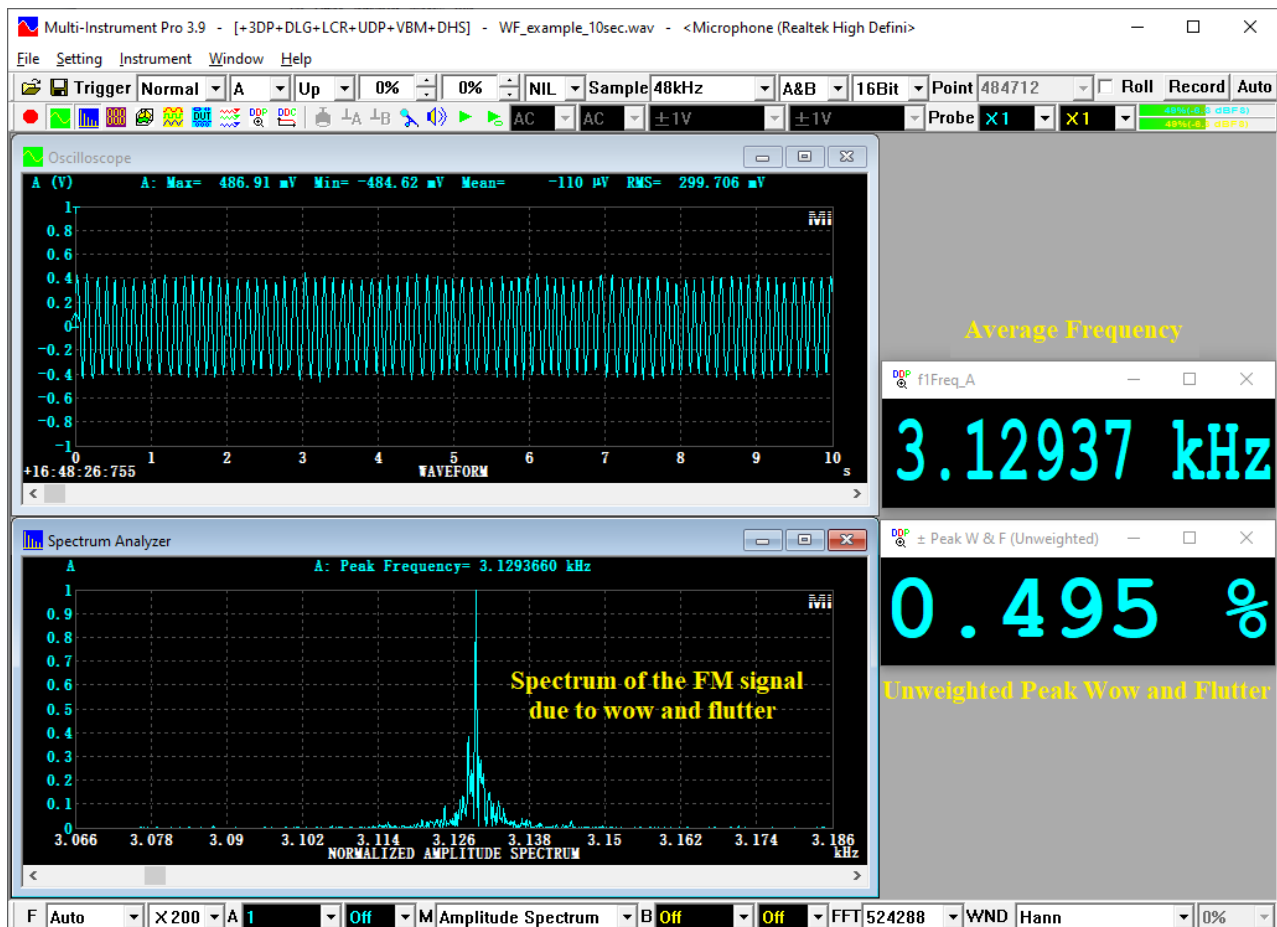 Multi-Instrument Pro 3.9 - [+3DP+DLG+LCR+UDP+VBM+DHS] - WF_example_10sec.wav - <Microphone (Realtek High Defini>
File Setting Instrument Window Help
Trigger Normal A Up 0% 0% NIL Sample 48kHz A&B 16Bit Point 484712 Roll Record Auto
DUT DDP DDC A B AC AC ±1V ±1V Probe X1 X1
Oscilloscope
A (V) A: Max= 486.91 mV Min= -484.62 mV Mean= -110 µV RMS= 299.706 mV
MI
1
0.8
0.6
0.4
0.2
0
-0.2
-0.4
-0.6
-0.8
-1
0 1 2 3 4 5 6 7 8 9 10
+16:48:26:755 WAVEFORM s
Average Frequency
DDP f1Freq_A
3.12937 kHz
Spectrum Analyzer
A A: Peak Frequency= 3.1293660 kHz
MI
1
0.9
0.8
0.7
0.6
0.5
0.4
0.3
0.2
0.1
0
Spectrum of the FM signal
due to wow and flutter
3.066 3.078 3.09 3.102 3.114 3.126 3.138 3.15 3.162 3.174 3.186
NORMALIZED AMPLITUDE SPECTRUM kHz
DDP ± Peak W & F (Unweighted)
0.495 %
Unweighted Peak Wow and Flutter
F Auto X200 A 1 Off M Amplitude Spectrum B Off Off FFT 524288 WND Hann 0%